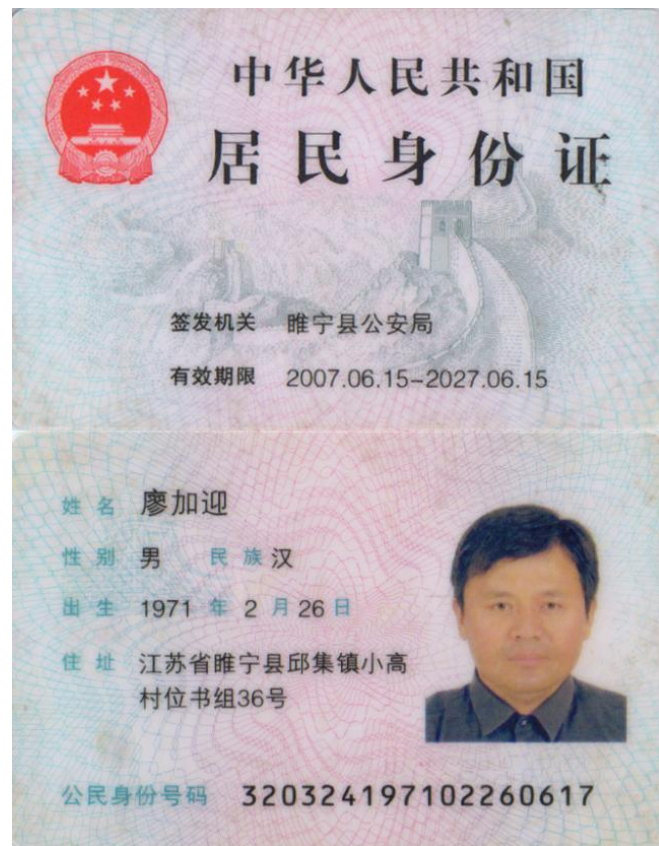 中华人民共和国
居民身份证
签发机关 睢宁县公安局
有效期限 2007.06.15-2027.06.15
姓名 廖加迎
性别 男 民族 汉
出生 1971 年 2 月 26 日
住址 江苏省睢宁县邱集镇小高
村位书组36号
公民身份号码 320324197102260617